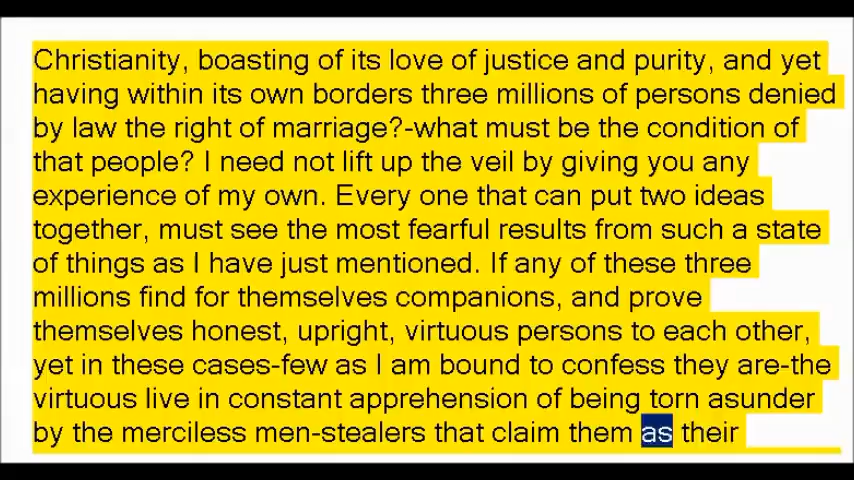 Christianity, boasting of its love of justice and purity, and yet
having within its own borders three millions of persons denied
by law the right of marriage?-what must be the condition of
that people? I need not lift up the veil by giving you any
experience of my own. Every one that can put two ideas
together, must see the most fearful results from such a state
of things as I have just mentioned. If any of these three
millions find for themselves companions, and prove
themselves honest, upright, virtuous persons to each other,
yet in these cases-few as I am bound to confess they are-the
virtuous live in constant apprehension of being torn asunder
by the merciless men-stealers that claim them as their